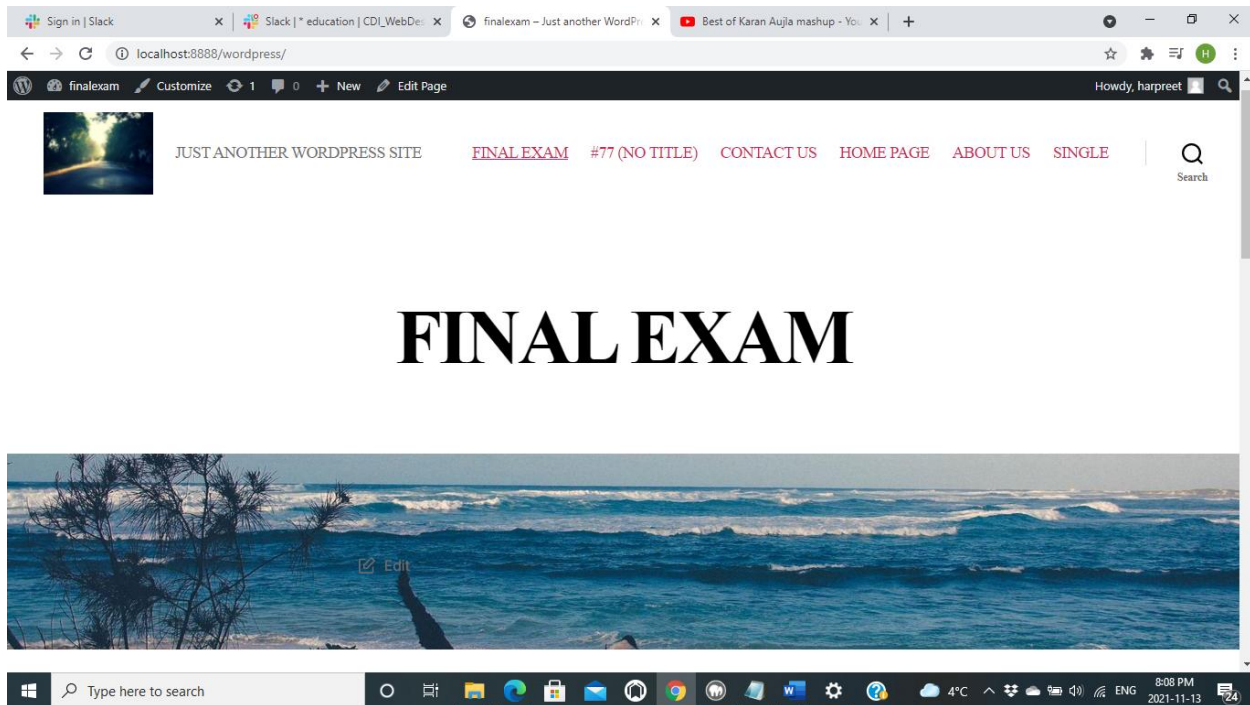 Sign in | Slack
Slack | * education | CDI_WebDes
finalexam – Just another WordPr
Best of Karan Aujla mashup - You
localhost:8888/wordpress/
H
finalexam Customize 1 0 + New Edit Page
Howdy, harpreet
JUST ANOTHER WORDPRESS SITE
FINAL EXAM #77 (NO TITLE) CONTACT US HOME PAGE ABOUT US SINGLE
Search
FINAL EXAM
Edit
Type here to search
4°C
ENG
8:08 PM
2021-11-13
24